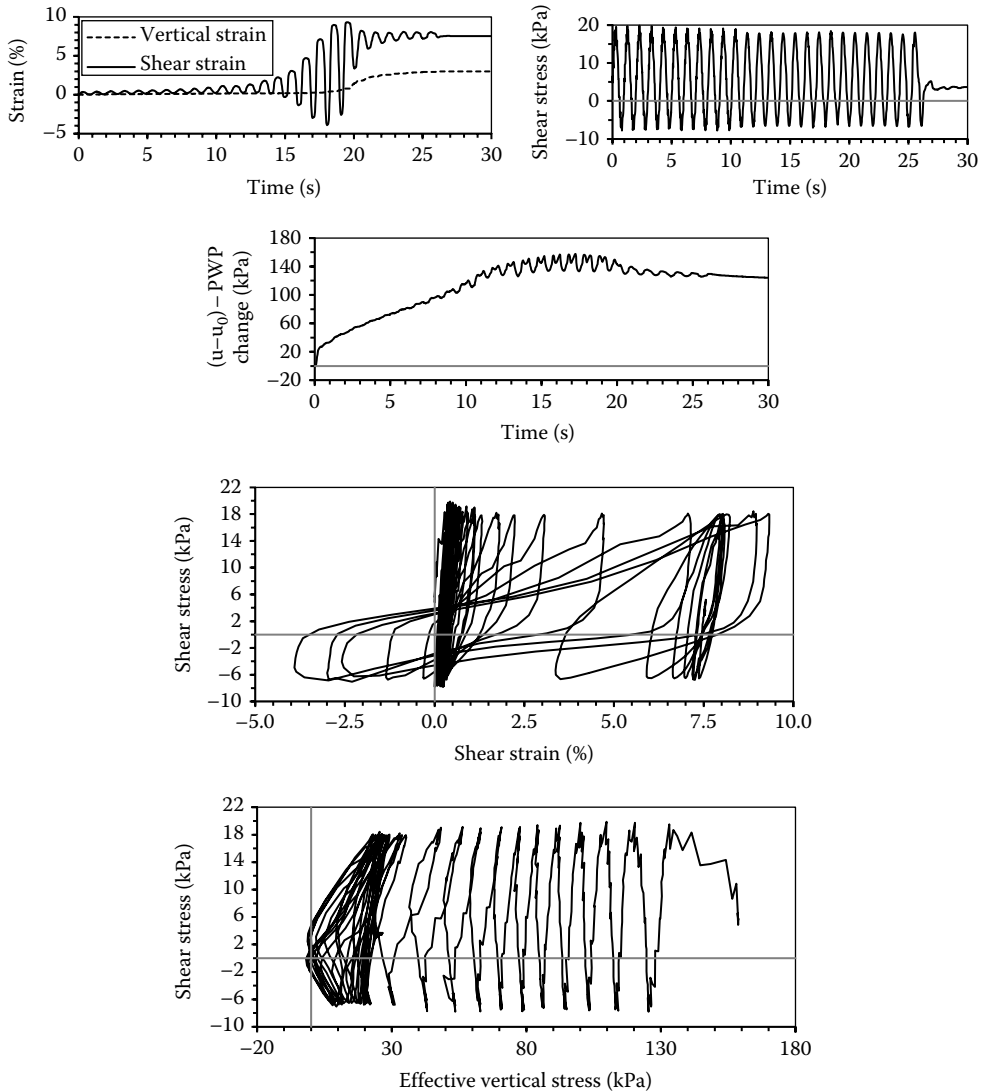 10
5
0
−5
Strain (%)
Vertical strain
Shear strain
0 5 10 15 20 25 30
Time (s)
20
10
0
−10
Shear stress (kPa)
0 5 10 15 20 25 30
Time (s)
180
140
100
60
20
−20
(u–u0) – PWP
change (kPa)
0 5 10 15 20 25 30
Time (s)
22
18
14
10
6
2
−2
−6
−10
Shear stress (kPa)
−5.0 −2.5 0.0 2.5 5.0 7.5 10.0
Shear strain (%)
22
18
14
10
6
2
−2
−6
−10
Shear stress (kPa)
−20 30 80 130 180
Effective vertical stress (kPa)